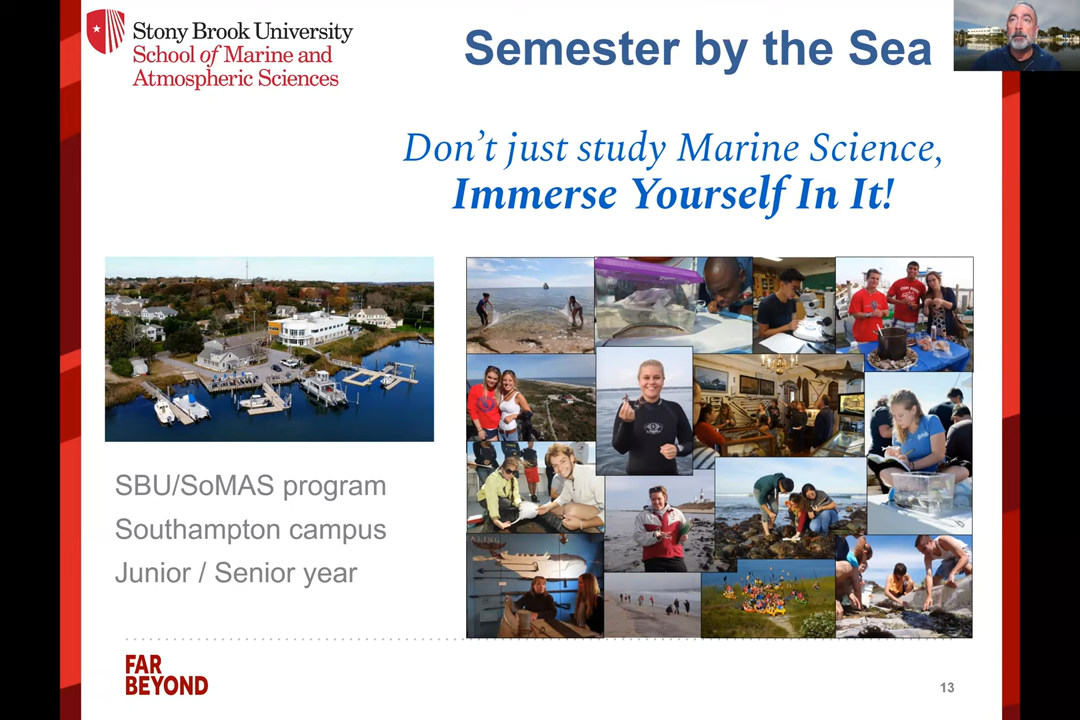 Stony Brook University
School of Marine and
Atmospheric Sciences
Semester by the Sea
Don't just study Marine Science,
Immerse Yourself In It!
SBU/SoMAS program
Southampton campus
Junior / Senior year
FAR
BEYOND
13